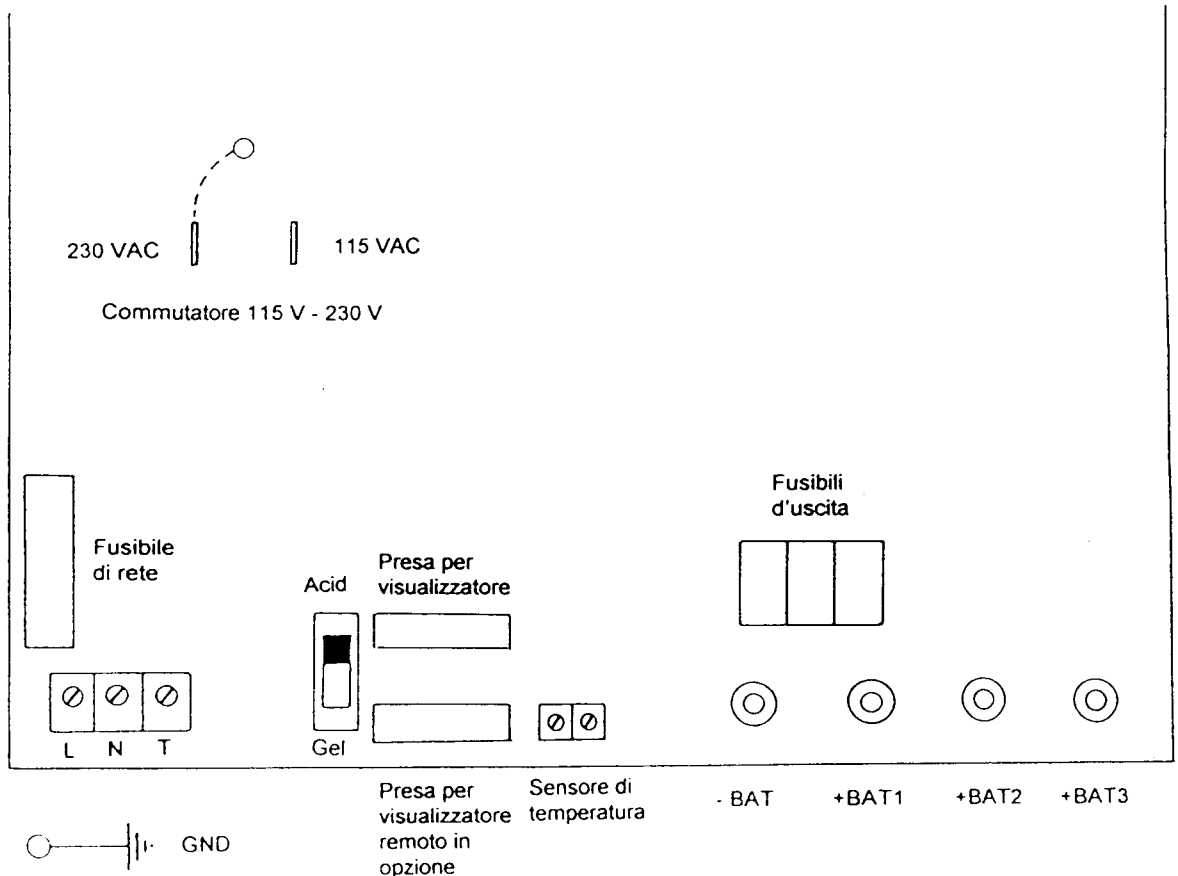 230 VAC
115 VAC
Commutatore 115 V - 230 V
Fusibile
di rete
Acid
Presa per
visualizzatore
Fusibili
d'uscita
L N T
Gel
Presa per
visualizzatore
remoto in
opzione
Sensore di
temperatura
- BAT
+BAT1
+BAT2
+BAT3
GND